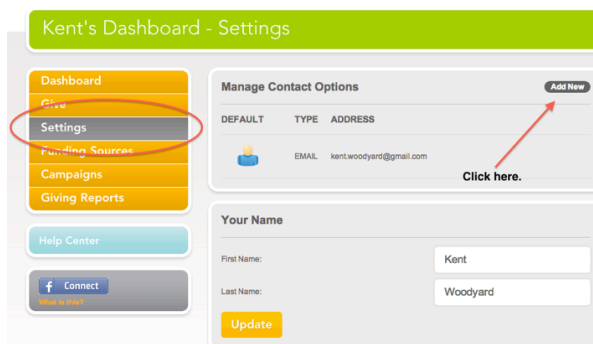 Kent's Dashboard - Settings
Dashboard
Give
Settings
Funding Sources
Campaigns
Giving Reports
Help Center
f Connect
What is this?
Manage Contact Options
Add New
DEFAULT TYPE ADDRESS
EMAIL kent.woodyard@gmail.com
Click here.
Your Name
First Name: Kent
Last Name: Woodyard
Update